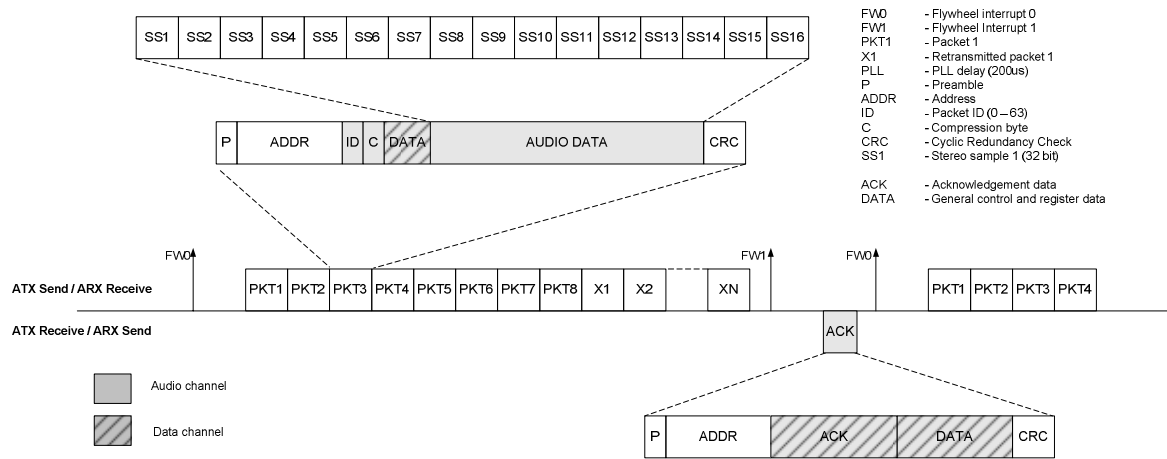 SS1 SS2 SS3 SS4 SS5 SS6 SS7 SS8 SS9 SS10 SS11 SS12 SS13 SS14 SS15 SS16
FW0 - Flywheel interrupt 0
FW1 - Flywheel Interrupt 1
PKT1 - Packet 1
X1 - Retransmitted packet 1
PLL - PLL delay (200us)
P - Preamble
ADDR - Address
ID - Packet ID (0 – 63)
C - Compression byte
CRC - Cyclic Redundancy Check
SS1 - Stereo sample 1 (32 bit)
ACK - Acknowledgement data
DATA - General control and register data
P ADDR ID C DATA AUDIO DATA CRC
FW0 FW1 FW0
ATX Send / ARX Receive PKT1 PKT2 PKT3 PKT4 PKT5 PKT6 PKT7 PKT8 X1 X2 XN PKT1 PKT2 PKT3 PKT4
ATX Receive / ARX Send ACK
Audio channel
Data channel
P ADDR ACK DATA CRC